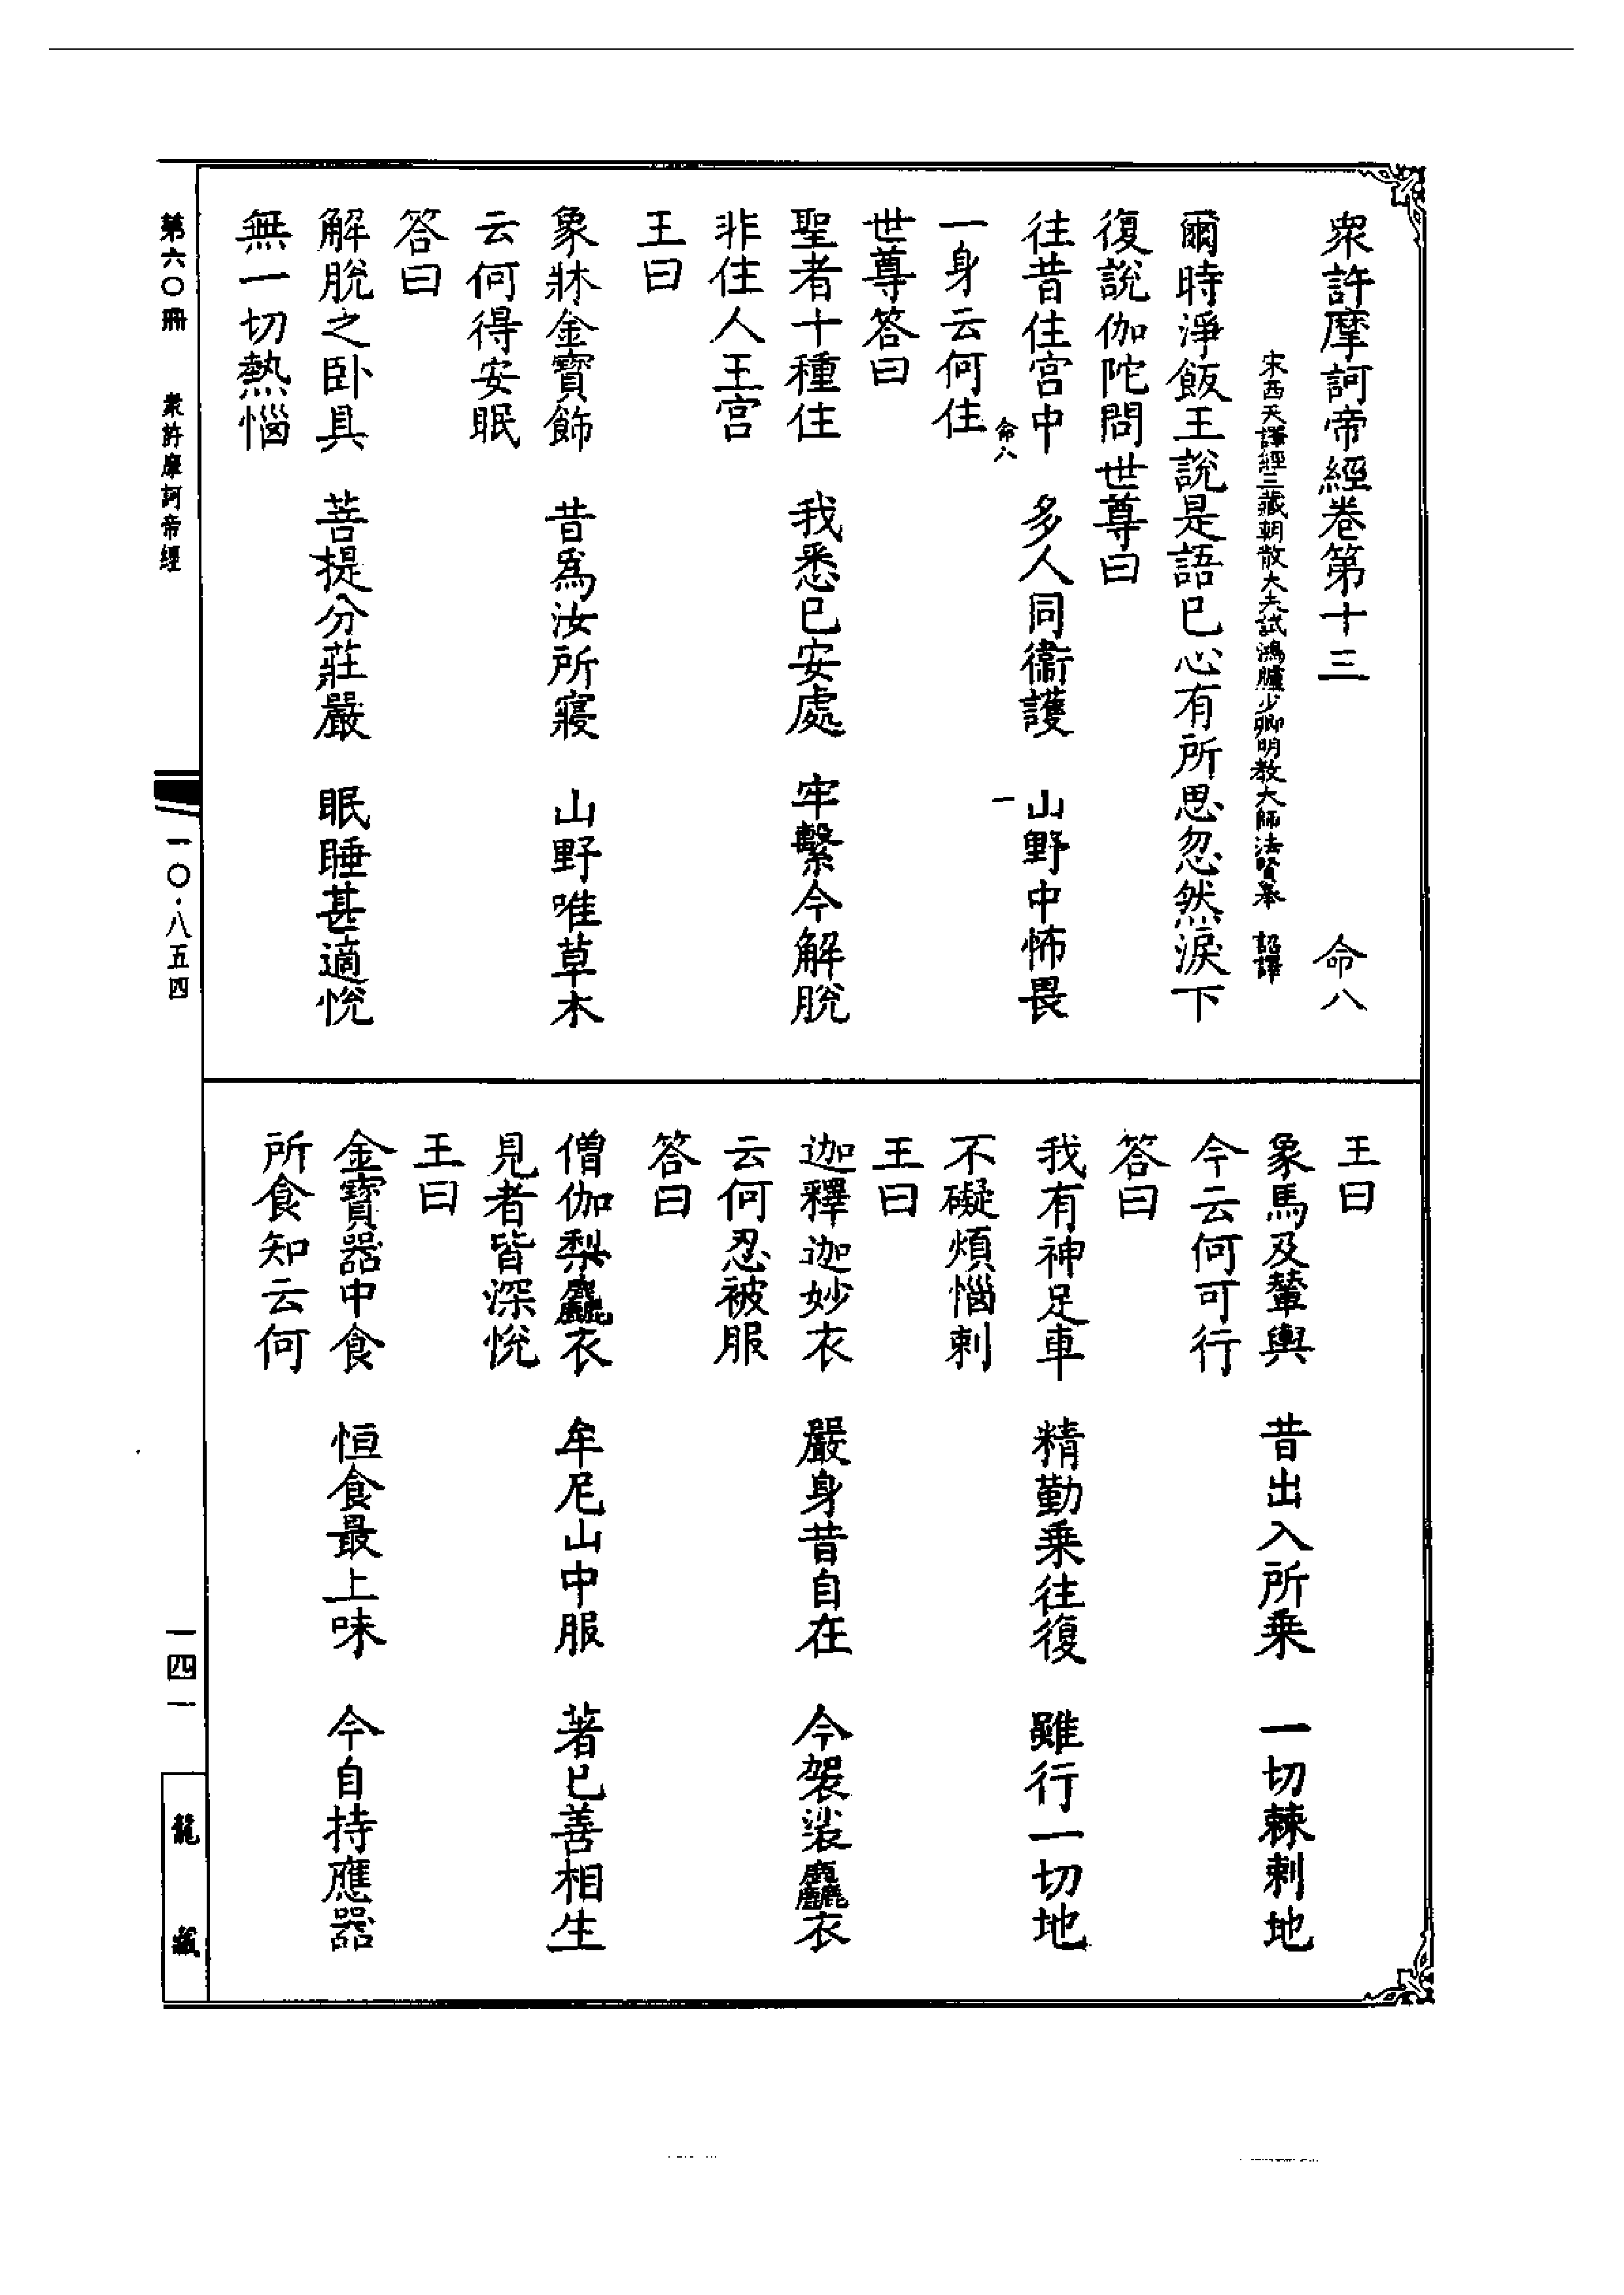 衆許摩訶帝經卷第十三　命八
宋西天譯經三藏朝散大夫試鴻臚少卿明教大師法賢奉　詔譯
爾時淨飯王說是語已心有所思忽然淚下
復說伽陀問世尊曰
往昔住宮中　多人同衞護　山野中怖畏
命八　一
一身云何住
世尊答曰
聖者十種住　我悉已安處　牢繫今解脫
非住人王宮
王曰
象牀金寶飾　昔爲汝所寢　山野唯草木
云何得安眠
答曰
解脫之卧具　菩提分莊嚴　眠睡甚適悅
無一切熱惱
王曰
象馬及輦輿　昔出入所乘　一切棘刺地
今云何可行
答曰
我有神足車　精勤乘往復　雖行一切地
不礙煩惱刺
王曰
迦釋迦妙衣　嚴身昔自在　今袈裟麤衣
云何忍被服
答曰
僧伽梨麤衣　牟尼山中服　著已善相生
見者皆深悅
王曰
金寶器中食　恒食最上味　今自持應器
所食知云何
第六〇冊　衆許摩訶帝經　一〇·八五四　一四一　龍藏